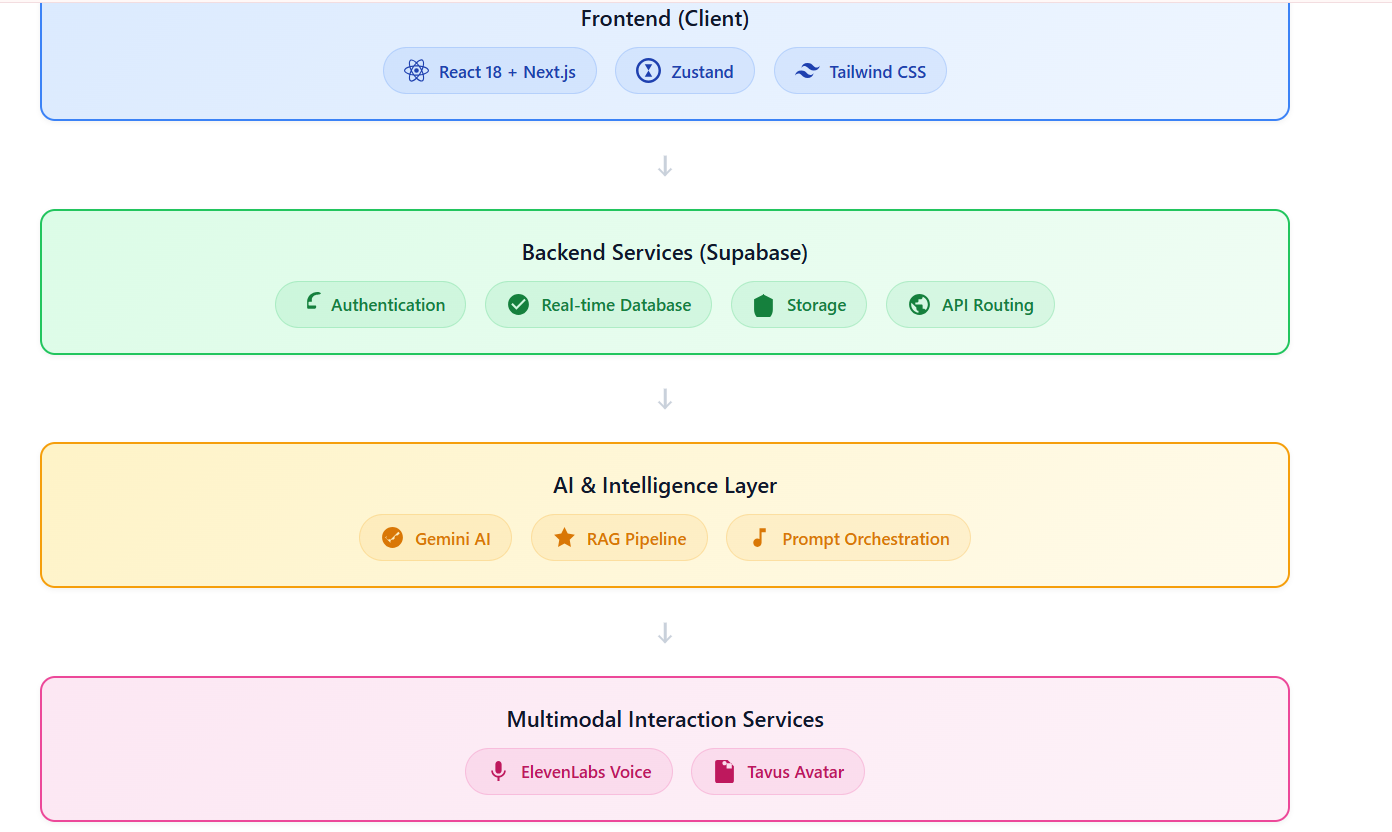 Frontend (Client)
React 18 + Next.js
Zustand
Tailwind CSS
Backend Services (Supabase)
Authentication
Real-time Database
Storage
API Routing
AI & Intelligence Layer
Gemini AI
RAG Pipeline
Prompt Orchestration
Multimodal Interaction Services
ElevenLabs Voice
Tavus Avatar